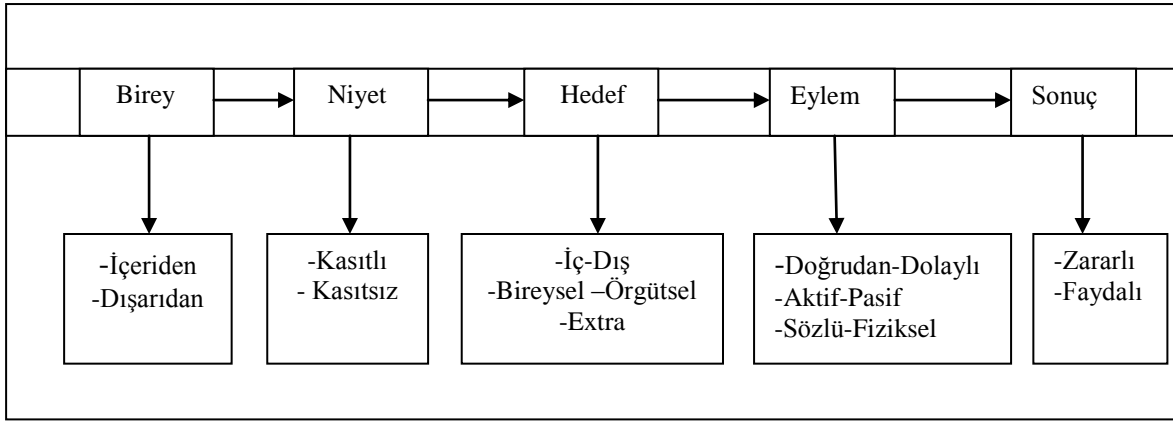 Birey
Niyet
Hedef
Eylem
Sonuç
-İçeriden
-Dışarıdan
-Kasıtlı
- Kasıtsız
-İç-Dış
-Bireysel –Örgütsel
-Extra
-Doğrudan-Dolaylı
-Aktif-Pasif
-Sözlü-Fiziksel
-Zararlı
-Faydalı